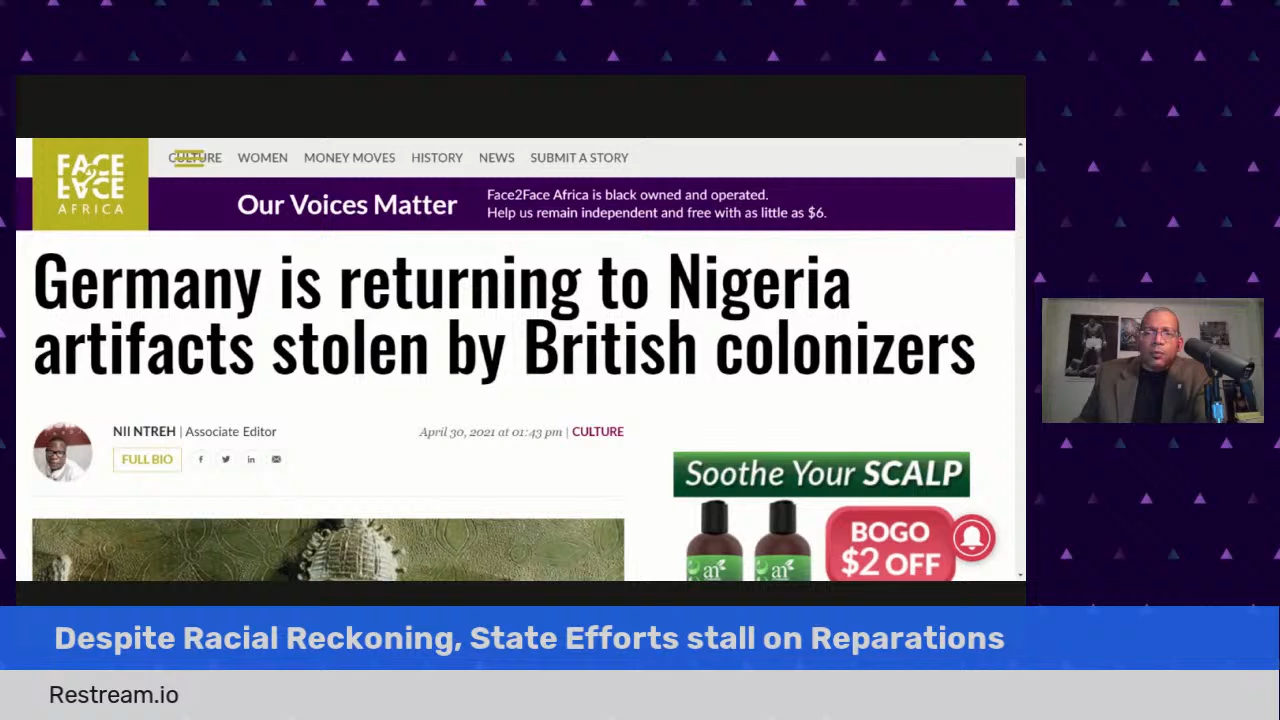 FACE
2
FACE
AFRICA
CULTURE WOMEN MONEY MOVES HISTORY NEWS SUBMIT A STORY
Our Voices Matter
Face2Face Africa is black owned and operated.
Help us remain independent and free with as little as $6.
Germany is returning to Nigeria
artifacts stolen by British colonizers
NII NTREH | Associate Editor
April 30, 2021 at 01:43 pm | CULTURE
FULL BIO
Soothe Your SCALP
BOGO
$2 OFF
an
an
Despite Racial Reckoning, State Efforts stall on Reparations
Restream.io